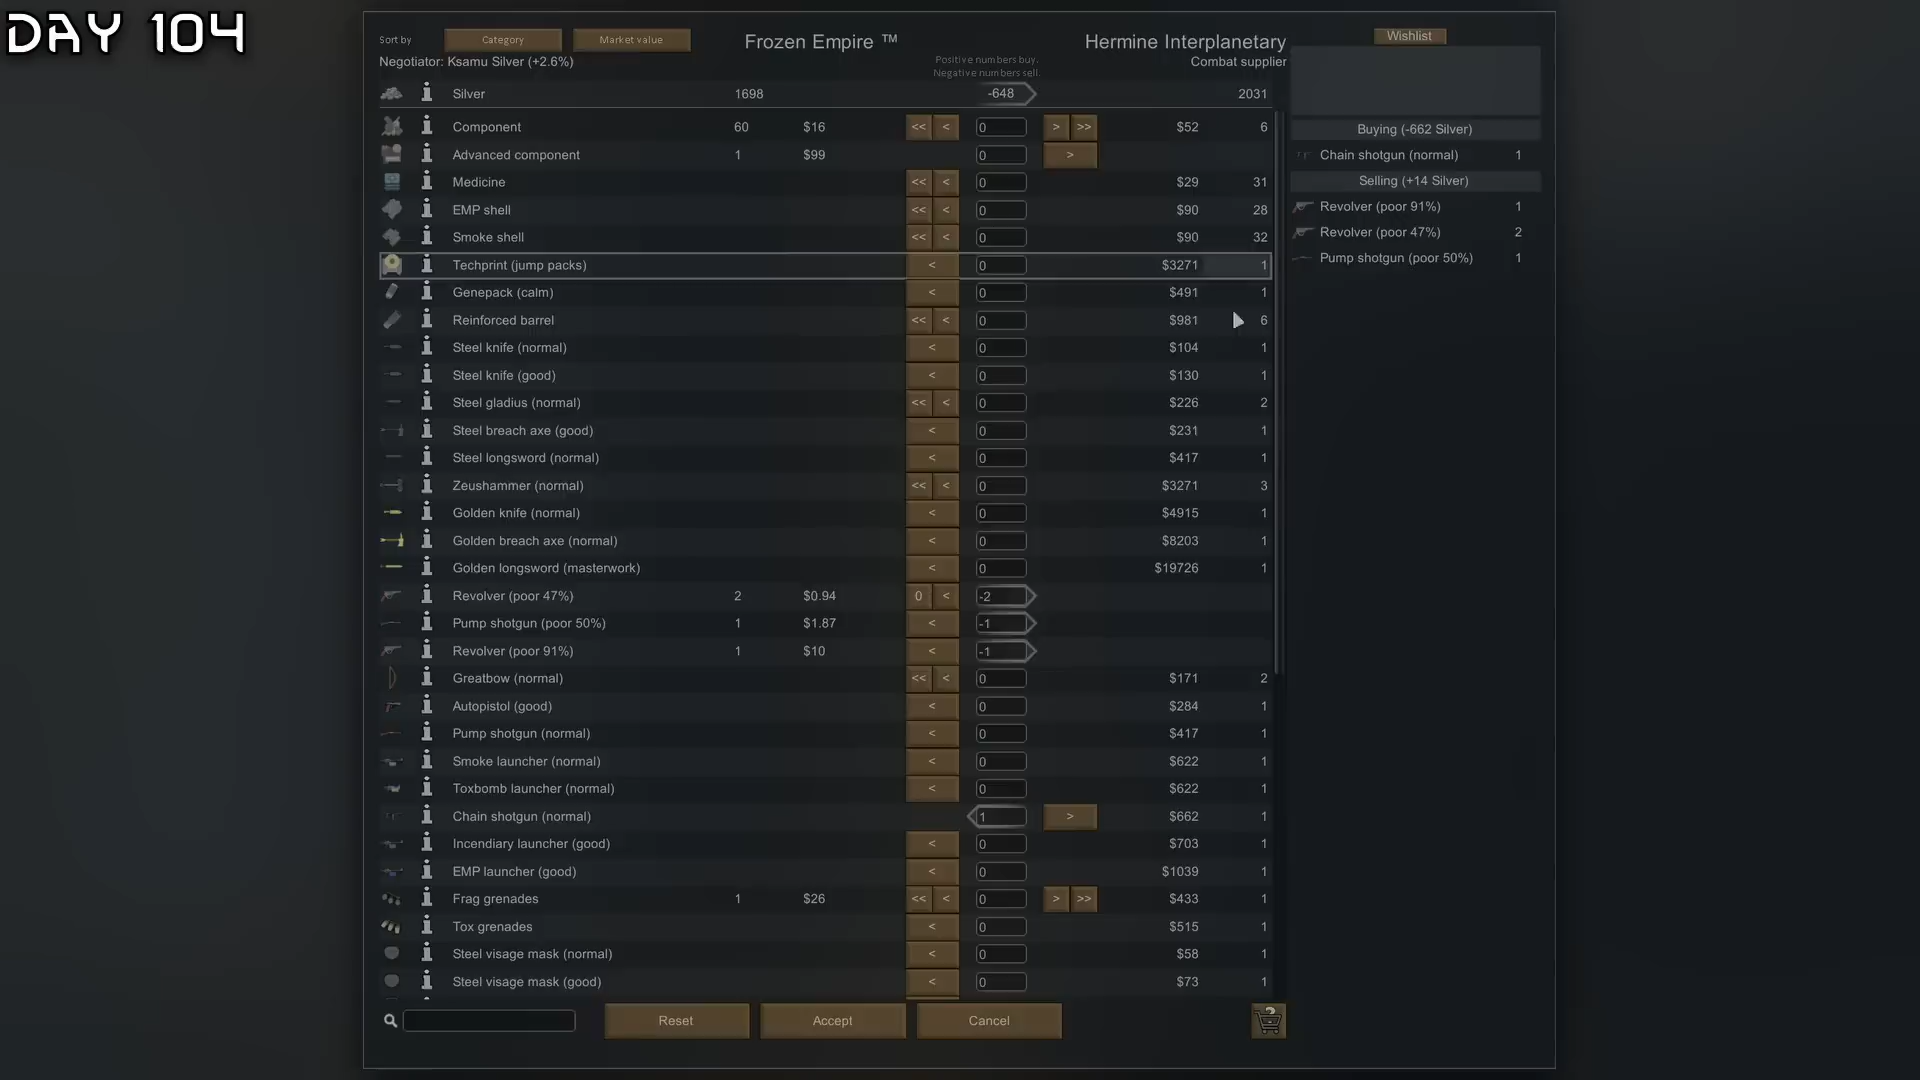 DAY 104
Sort by Category Market value Frozen Empire ™ Hermine Interplanetary Wishlist
Negotiator: Ksamu Silver (+2.6%) Positive numbers buy. Combat supplier
Negative numbers sell.
Silver 1698 -648 2031
Component 60 $16 << < 0 > >> $52 6
Advanced component 1 $99 0 >
Medicine << < 0 $29 31
EMP shell << < 0 $90 28
Smoke shell << < 0 $90 32
Techprint (jump packs) < 0 $3271 1
Genepack (calm) < 0 $491 1
Reinforced barrel << < 0 $981 6
Steel knife (normal) < 0 $104 1
Steel knife (good) < 0 $130 1
Steel gladius (normal) << < 0 $226 2
Steel breach axe (good) < 0 $231 1
Steel longsword (normal) < 0 $417 1
Zeushammer (normal) << < 0 $3271 3
Golden knife (normal) < 0 $4915 1
Golden breach axe (normal) < 0 $8203 1
Golden longsword (masterwork) < 0 $19726 1
Revolver (poor 47%) 2 $0.94 0 < -2
Pump shotgun (poor 50%) 1 $1.87 < -1
Revolver (poor 91%) 1 $10 < -1
Greatbow (normal) << < 0 $171 2
Autopistol (good) < 0 $284 1
Pump shotgun (normal) < 0 $417 1
Smoke launcher (normal) < 0 $622 1
Toxbomb launcher (normal) < 0 $622 1
Chain shotgun (normal) 1 > $662 1
Incendiary launcher (good) < 0 $703 1
EMP launcher (good) < 0 $1039 1
Frag grenades 1 $26 << < 0 > >> $433 1
Tox grenades < 0 $515 1
Steel visage mask (normal) < 0 $58 1
Steel visage mask (good) < 0 $73 1
Reset Accept Cancel
Buying (-662 Silver)
Chain shotgun (normal) 1
Selling (+14 Silver)
Revolver (poor 91%) 1
Revolver (poor 47%) 2
Pump shotgun (poor 50%) 1